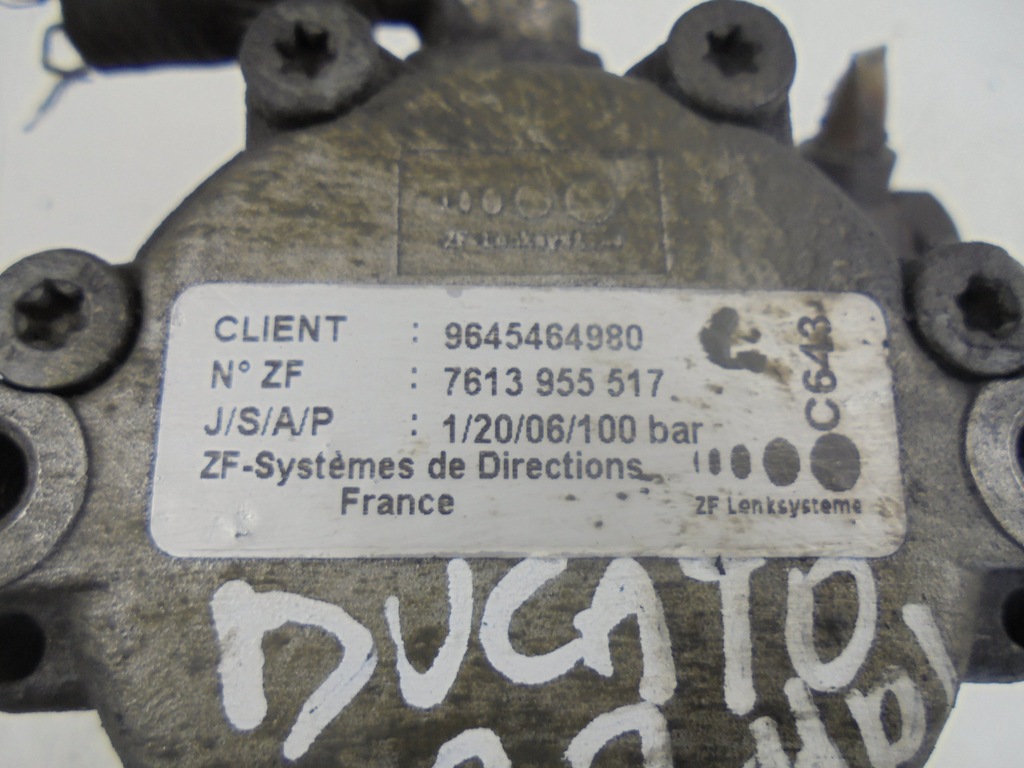 ZF-Lenksysteme
CLIENT : 9645464980
N° ZF : 7613 955 517
J/S/A/P : 1/20/06/100 bar
ZF-Systèmes de Directions
France
C643
ZF Lenksysteme
DUCATO